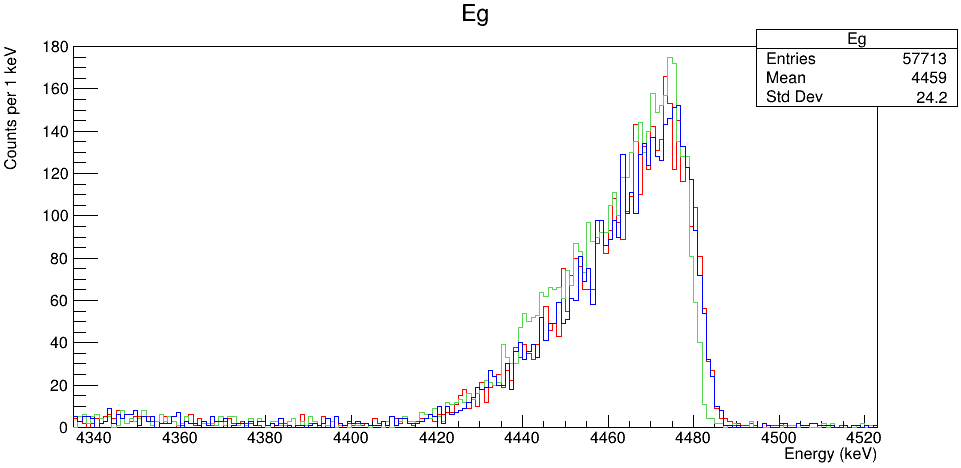 Eg
Eg
Entries 57713
Mean 4459
Std Dev 24.2
Counts per 1 keV
180
160
140
120
100
80
60
40
20
0
4340 4360 4380 4400 4420 4440 4460 4480 4500 4520
Energy (keV)